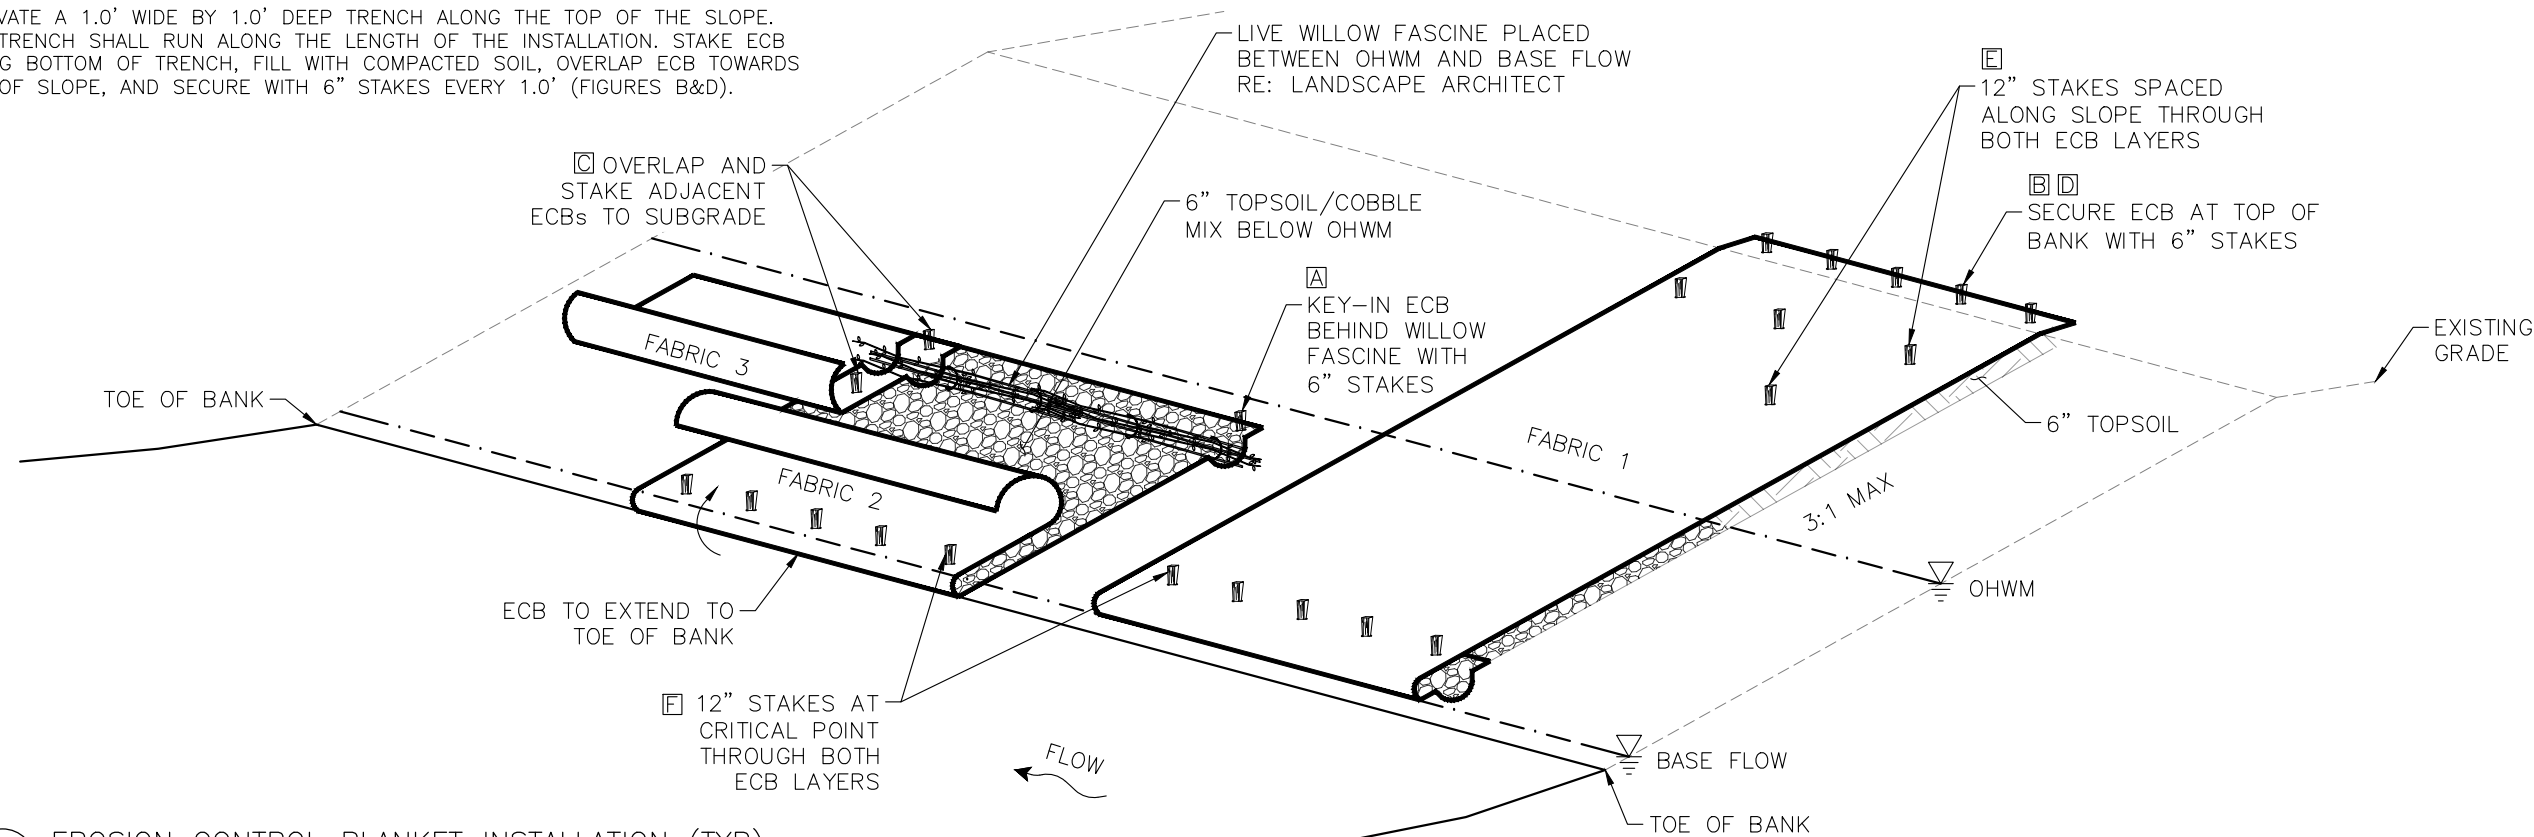 A 1.0' WIDE BY 1.0' DEEP TRENCH ALONG THE TOP OF THE SLOPE.
TRENCH SHALL RUN ALONG THE LENGTH OF THE INSTALLATION. STAKE ECB
BOTTOM OF TRENCH, FILL WITH COMPACTED SOIL, OVERLAP ECB TOWARDS
OF SLOPE, AND SECURE WITH 6" STAKES EVERY 1.0' (FIGURES B&D).
LIVE WILLOW FASCINE PLACED
BETWEEN OHWM AND BASE FLOW
RE: LANDSCAPE ARCHITECT
E
12" STAKES SPACED
ALONG SLOPE THROUGH
BOTH ECB LAYERS
C OVERLAP AND
STAKE ADJACENT
ECBs TO SUBGRADE
6" TOPSOIL/COBBLE
MIX BELOW OHWM
B D
SECURE ECB AT TOP OF
BANK WITH 6" STAKES
A
KEY-IN ECB
BEHIND WILLOW
FASCINE WITH
6" STAKES
EXISTING
GRADE
FABRIC 3
TOE OF BANK
FABRIC 1
6" TOPSOIL
FABRIC 2
3:1 MAX
ECB TO EXTEND TO
TOE OF BANK
OHWM
F 12" STAKES AT
CRITICAL POINT
THROUGH BOTH
ECB LAYERS
FLOW
BASE FLOW
TOE OF BANK
EROSION CONTROL BLANKET INSTALLATION (TYP)